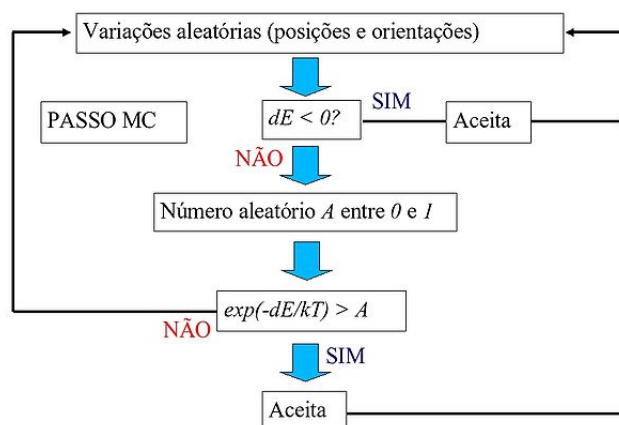 Variações aleatórias (posições e orientações)
PASSO MC
dE < 0?
SIM
Aceita
NÃO
Número aleatório A entre 0 e 1
exp(-dE/kT) > A
NÃO
SIM
Aceita